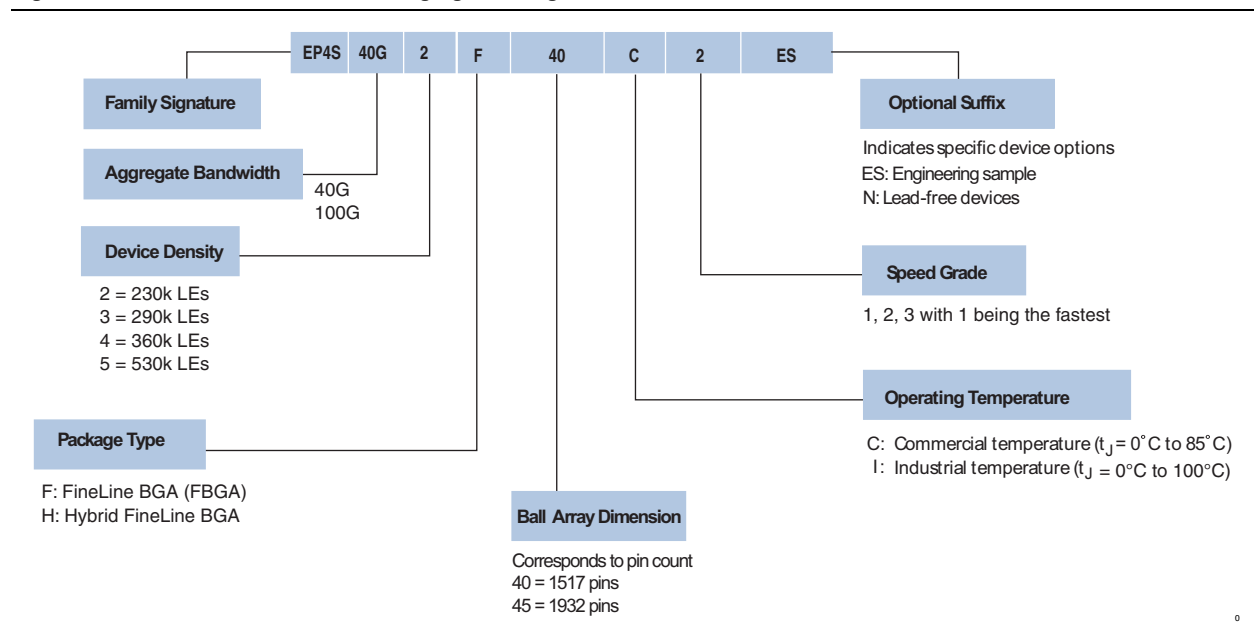 EP4S 40G 2 F 40 C 2 ES
Family Signature
Optional Suffix
Indicates specific device options
ES: Engineering sample
N: Lead-free devices
Aggregate Bandwidth
40G
100G
Device Density
2 = 230k LEs
3 = 290k LEs
4 = 360k LEs
5 = 530k LEs
Speed Grade
1, 2, 3 with 1 being the fastest
Operating Temperature
C: Commercial temperature (tJ = 0°C to 85°C)
I: Industrial temperature (tJ = 0°C to 100°C)
Package Type
F: FineLine BGA (FBGA)
H: Hybrid FineLine BGA
Ball Array Dimension
Corresponds to pin count
40 = 1517 pins
45 = 1932 pins